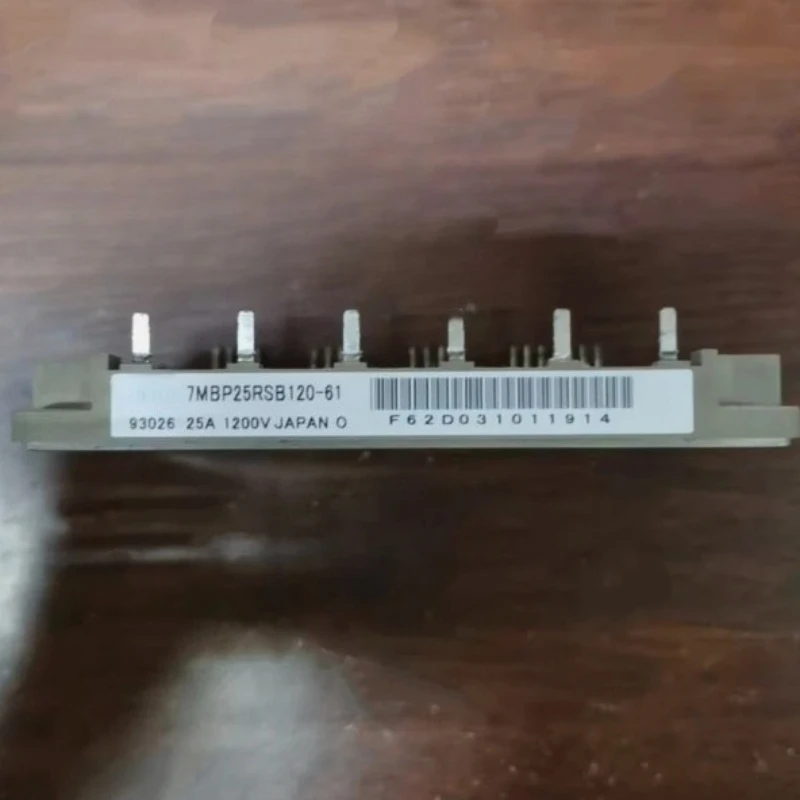 7MBP25RSB120-61
93026 25A 1200V JAPAN O
F62D031011914